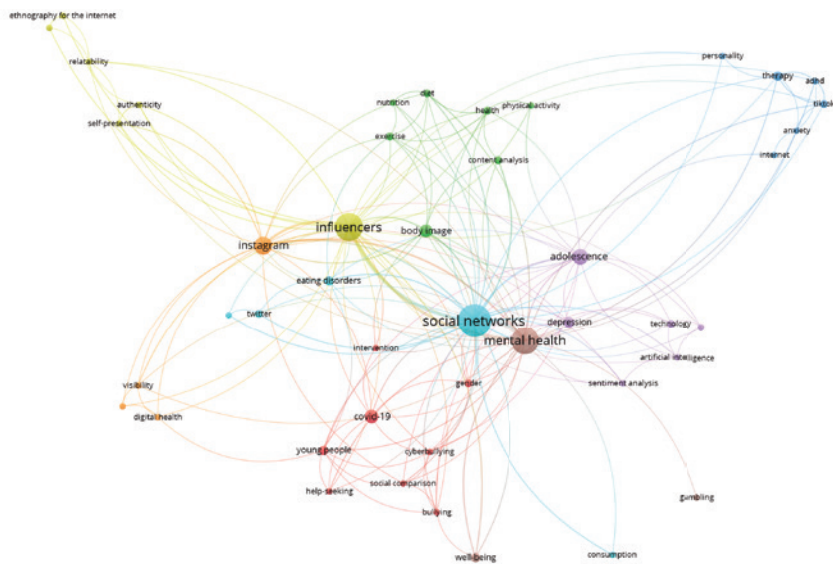 ethnography for the internet
relatability
authenticity
self-presentation
personality
therapy
adhd
tiktok
anxiety
internet
diet
nutrition
health
physical activity
exercise
content analysis
influencers
body image
instagram
adolescence
eating disorders
twitter
social networks
depression
technology
mental health
intervention
artificial intelligence
gender
sentiment analysis
visibility
digital health
covid-19
young people
cyberbullying
social comparison
help-seeking
bullying
gambling
well-being
consumption